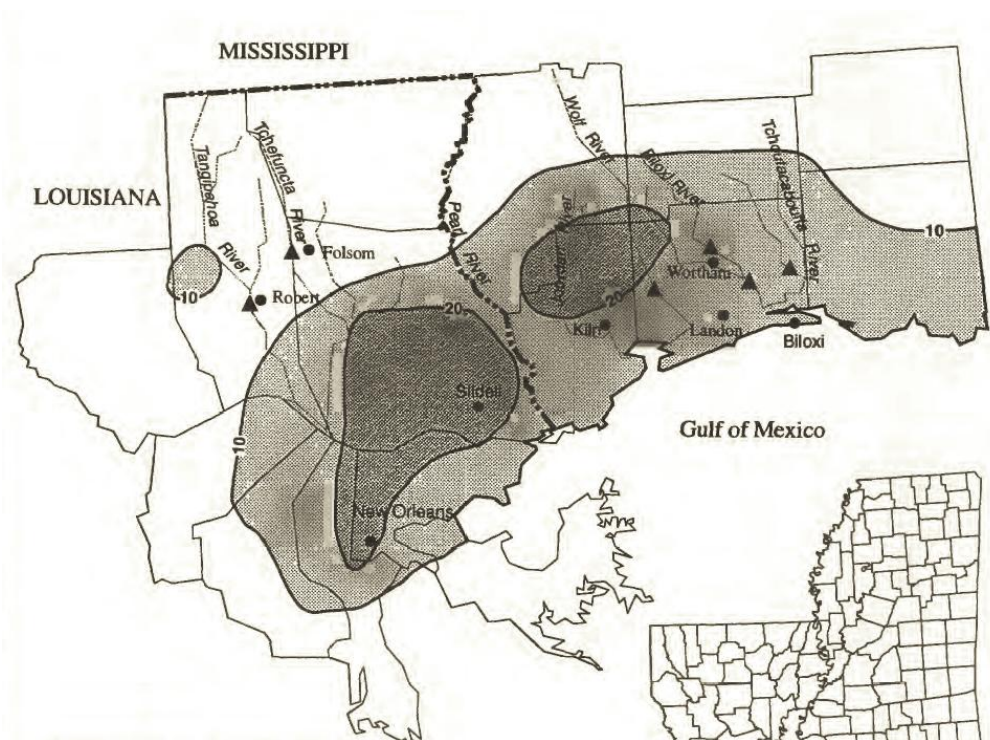 MISSISSIPPI
LOUISIANA
Tangipahoa
River
Tchefuncta
River
Pearl
River
Wolf River
Biloxi River
Tchoutacabouffa
River
Jourdan River
10
Folsom
10
Robert
20
20
Wortham
Kiln
Landon
Biloxi
Slidell
10
Gulf of Mexico
New Orleans